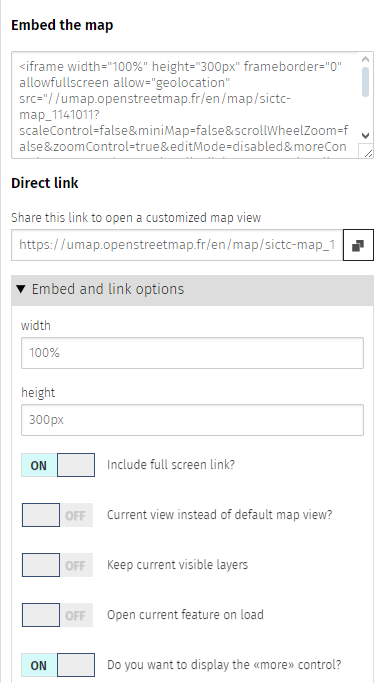 Embed the map
<iframe width="100%" height="300px" frameborder="0"
allowfullscreen allow="geolocation"
src="//umap.openstreetmap.fr/en/map/sictc-
map_1141011?
scaleControl=false&miniMap=false&scrollWheelZoom=f
alse&zoomControl=true&editMode=disabled&moreCon
Direct link
Share this link to open a customized map view
https://umap.openstreetmap.fr/en/map/sictc-map_1
▼ Embed and link options
width
100%
height
300px
ON Include full screen link?
OFF Current view instead of default map view?
OFF Keep current visible layers
OFF Open current feature on load
ON Do you want to display the «more» control?